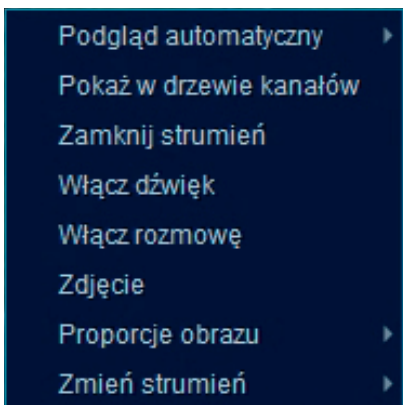 Podgląd automatyczny
Pokaż w drzewie kanałów
Zamknij strumień
Włącz dźwięk
Włącz rozmowę
Zdjęcie
Proporcje obrazu
Zmień strumień